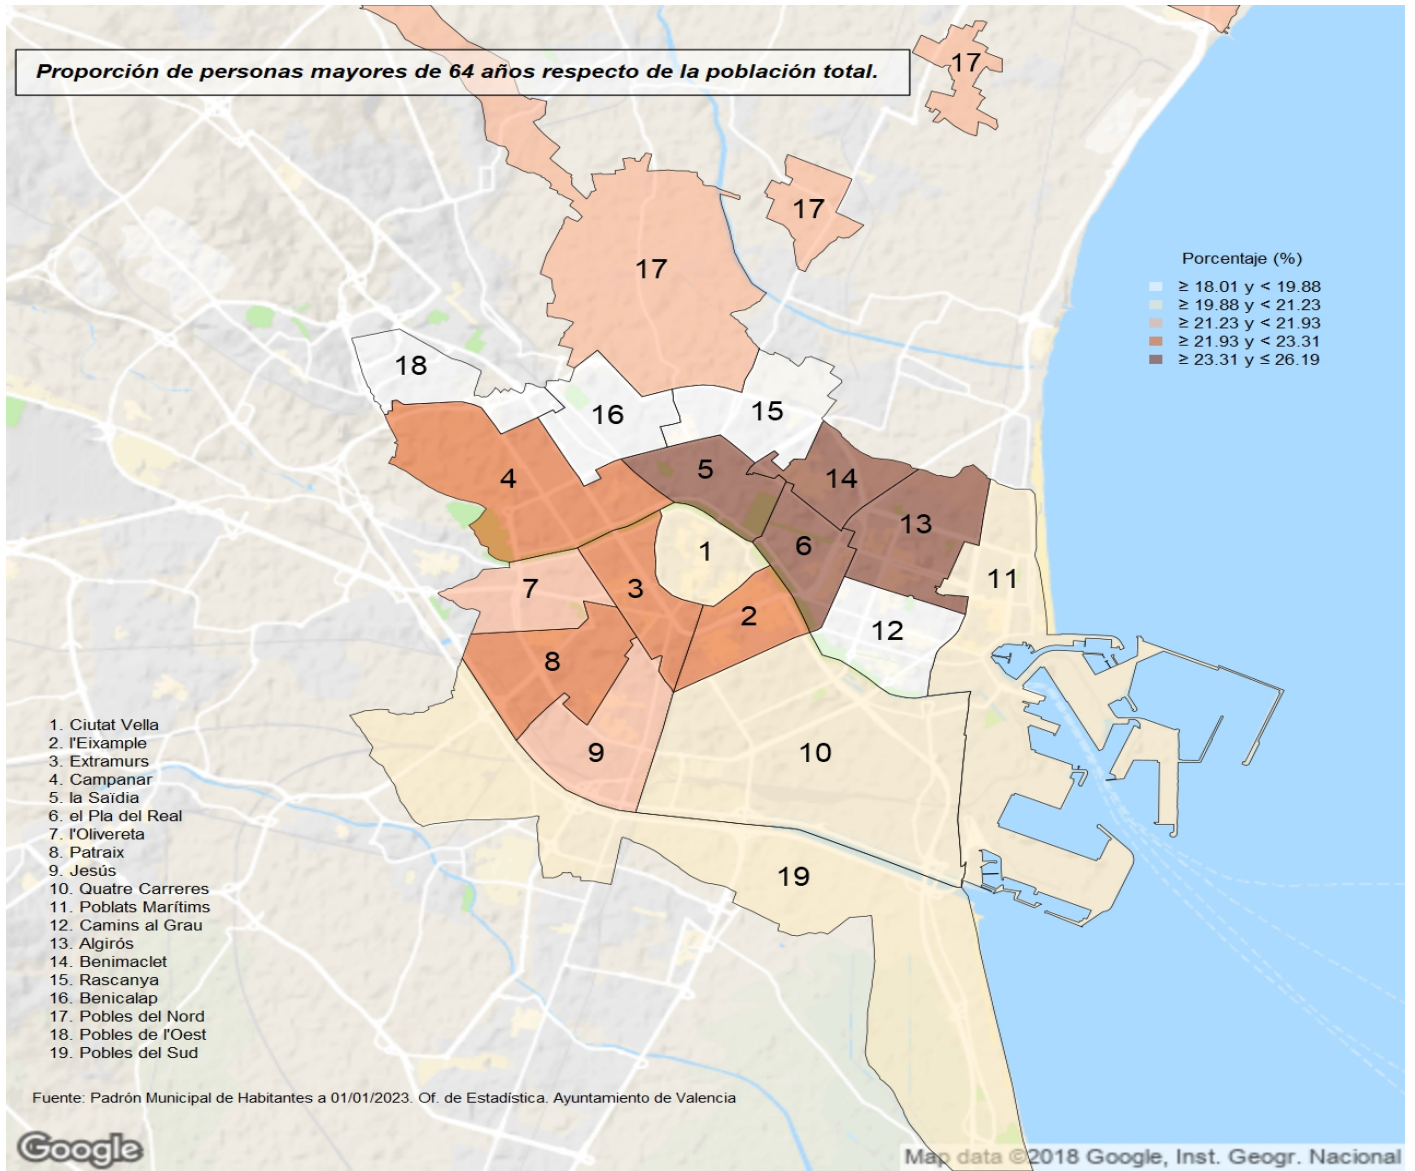 Proporción de personas mayores de 64 años respecto de la población total.
17
17
17
Porcentaje (%)
≥ 18.01 y < 19.88
≥ 19.88 y < 21.23
≥ 21.23 y < 21.93
≥ 21.93 y < 23.31
≥ 23.31 y ≤ 26.19
18
16
15
4
5
14
13
1
6
11
7
3
2
12
8
9
10
19
1. Ciutat Vella
2. l'Eixample
3. Extramurs
4. Campanar
5. la Saïdia
6. el Pla del Real
7. l'Olivereta
8. Patraix
9. Jesús
10. Quatre Carreres
11. Poblats Marítims
12. Camins al Grau
13. Algirós
14. Benimaclet
15. Rascanya
16. Benicalap
17. Pobles del Nord
18. Pobles de l'Oest
19. Pobles del Sud
Fuente: Padrón Municipal de Habitantes a 01/01/2023. Of. de Estadística. Ayuntamiento de Valencia
Google
Map data ©2018 Google, Inst. Geogr. Nacional